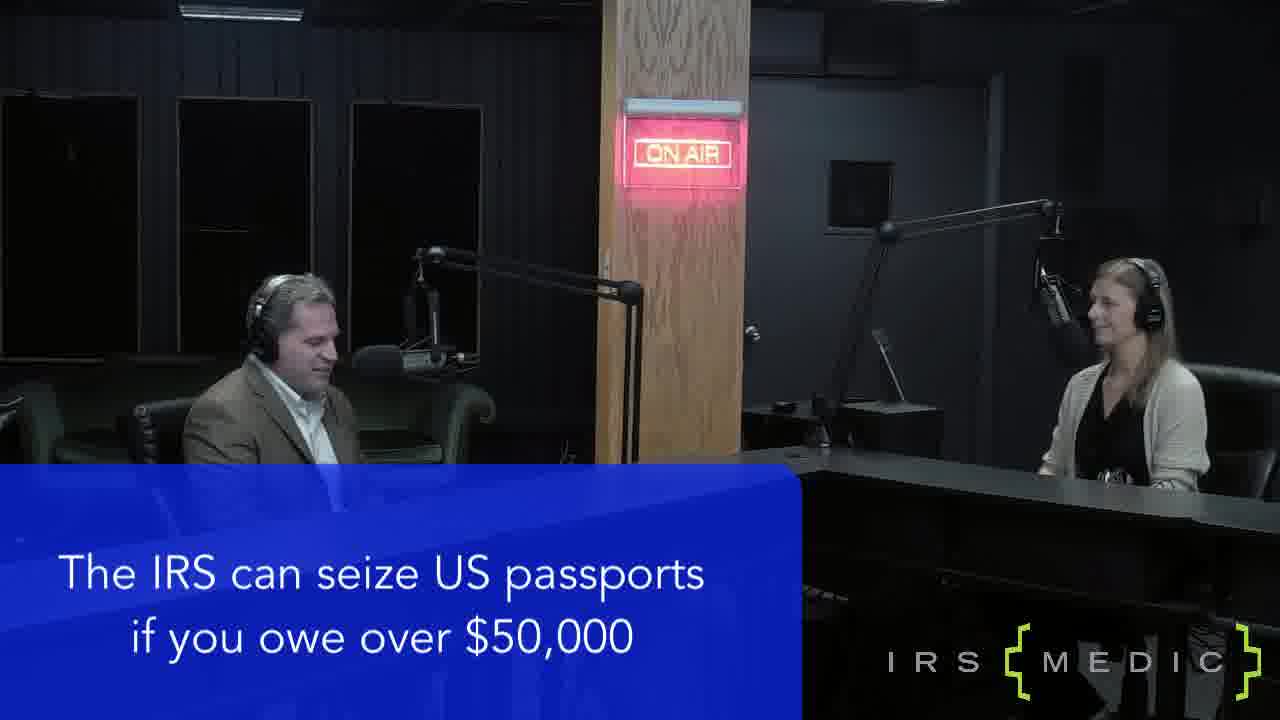 ON AIR
The IRS can seize US passports
if you owe over $50,000
IRS{MEDIC}